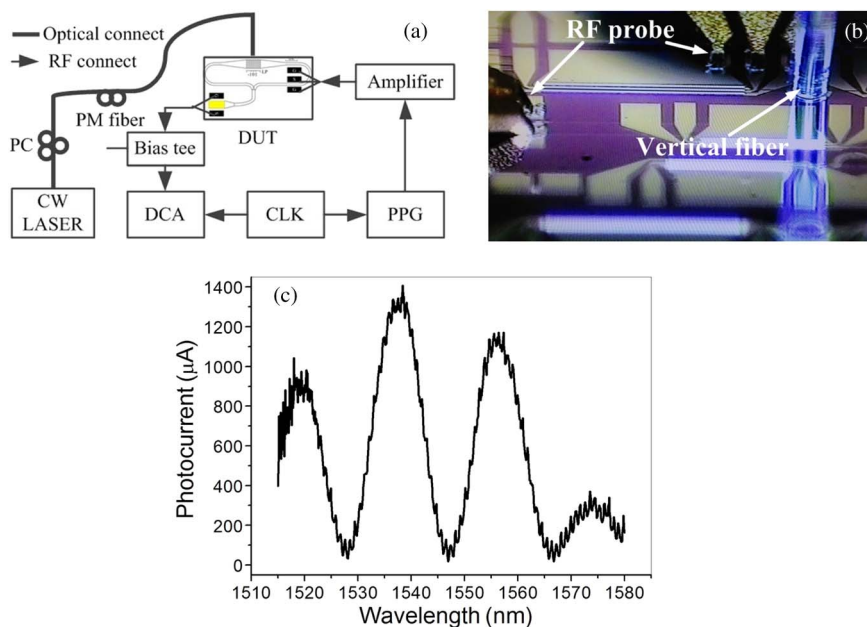 (a)
Optical connect
RF connect
PM fiber
PC
CW
LASER
Bias tee
DUT
Amplifier
DCA
CLK
PPG
(b)
RF probe
Vertical fiber
(c)
Photocurrent (μA)
1400
1200
1000
800
600
400
200
0
1510 1520 1530 1540 1550 1560 1570 1580
Wavelength (nm)